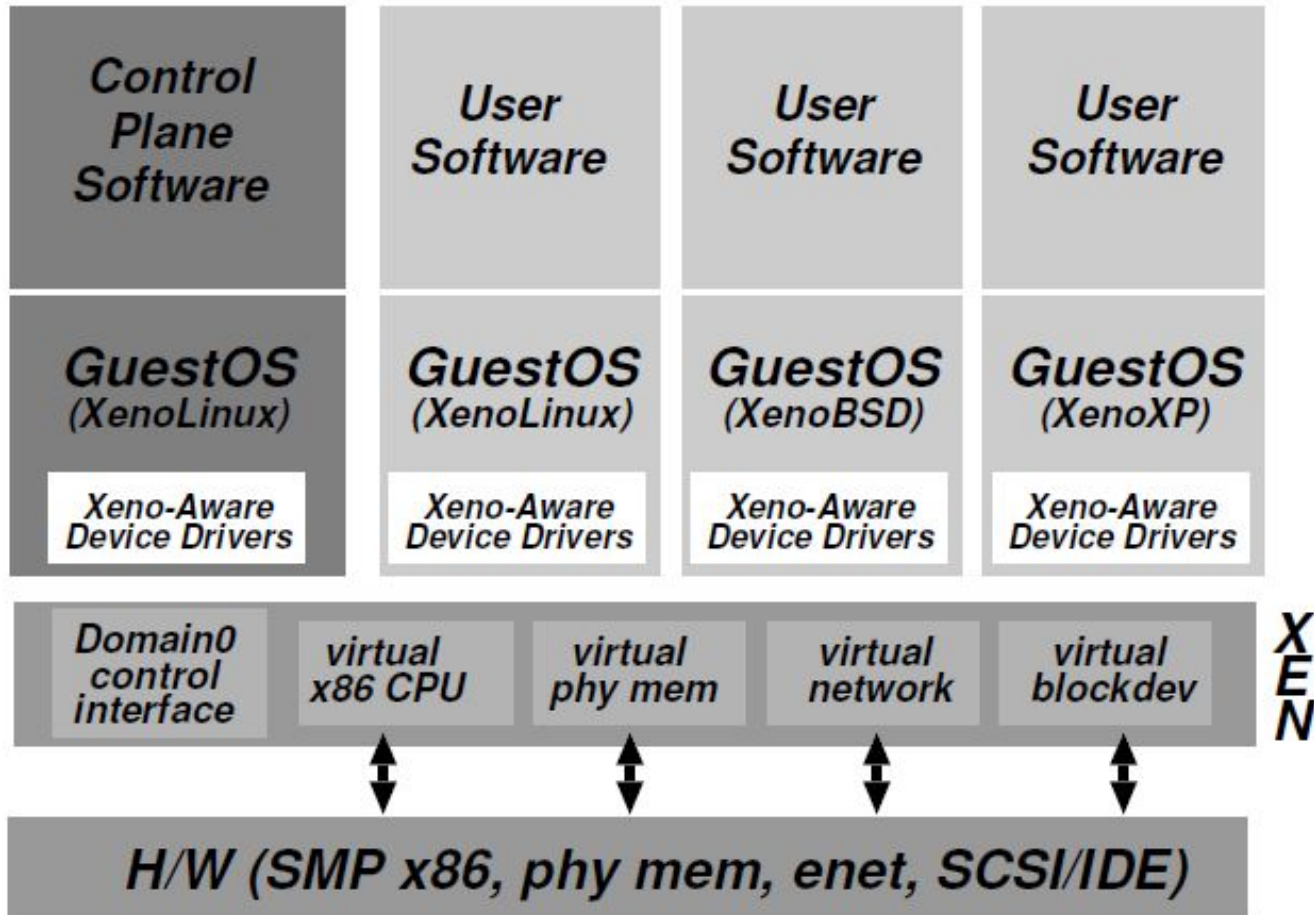 Control
Plane
Software
User
Software
User
Software
User
Software
GuestOS
(XenoLinux)
Xeno-Aware
Device Drivers
GuestOS
(XenoLinux)
Xeno-Aware
Device Drivers
GuestOS
(XenoBSD)
Xeno-Aware
Device Drivers
GuestOS
(XenoXP)
Xeno-Aware
Device Drivers
Domain0
control
interface
virtual
x86 CPU
virtual
phy mem
virtual
network
virtual
blockdev
X
E
N
H/W (SMP x86, phy mem, enet, SCSI/IDE)